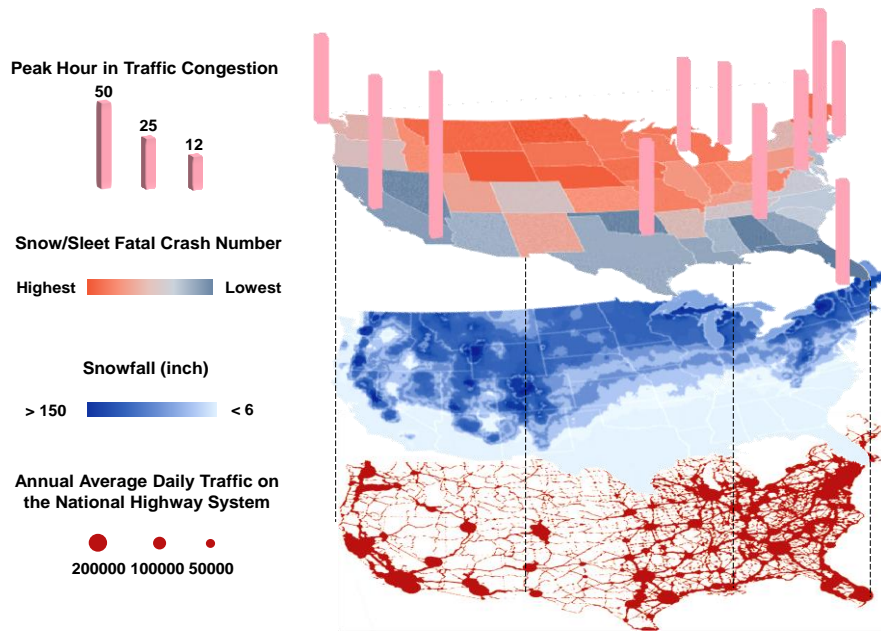 Peak Hour in Traffic Congestion
50
25
12
Snow/Sleet Fatal Crash Number
Highest
Lowest
Snowfall (inch)
> 150
< 6
Annual Average Daily Traffic on
the National Highway System
200000 100000 50000